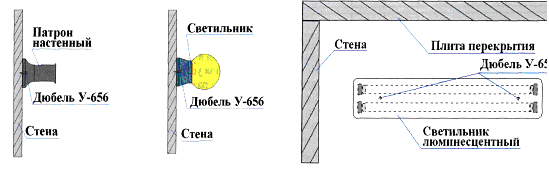 Патрон
настенный
Дюбель У-656
Стена
Светильник
Дюбель У-656
Стена
Стена
Плита перекрытия
Дюбель У-65
Светильник
люминесцентный